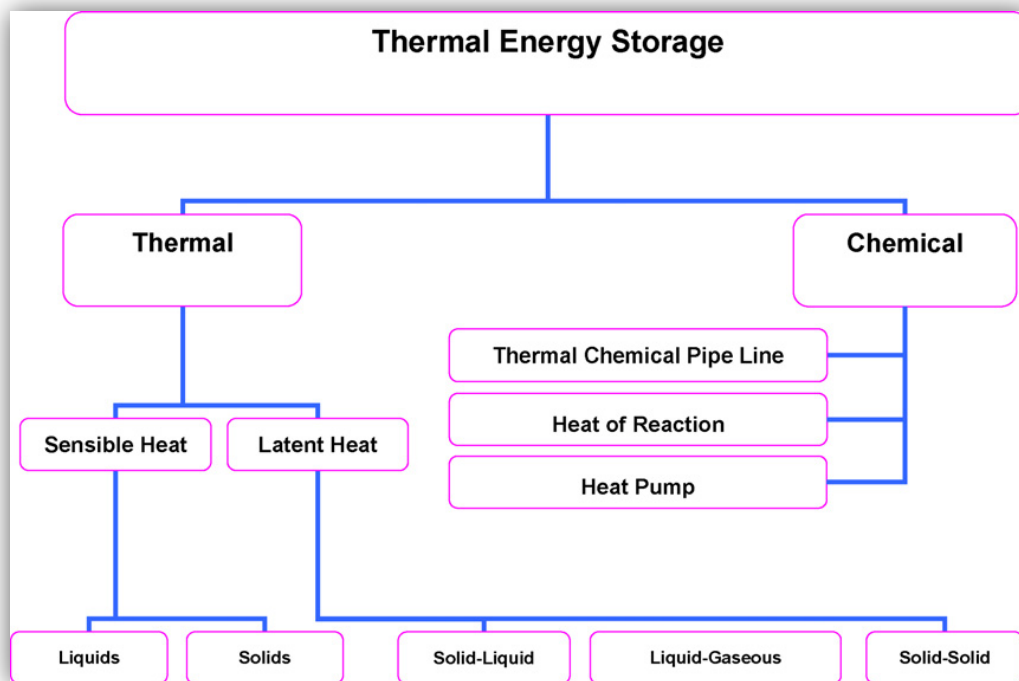 Thermal Energy Storage
Thermal
Chemical
Thermal Chemical Pipe Line
Heat of Reaction
Sensible Heat
Latent Heat
Heat Pump
Liquids
Solids
Solid-Liquid
Liquid-Gaseous
Solid-Solid